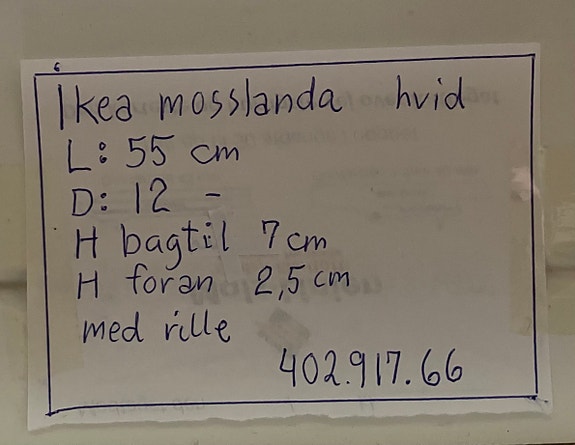 Ikea mosslanda hvid
L: 55 cm
D: 12 -
H bagtil 7 cm
H foran 2,5 cm
med rille
402.917.66